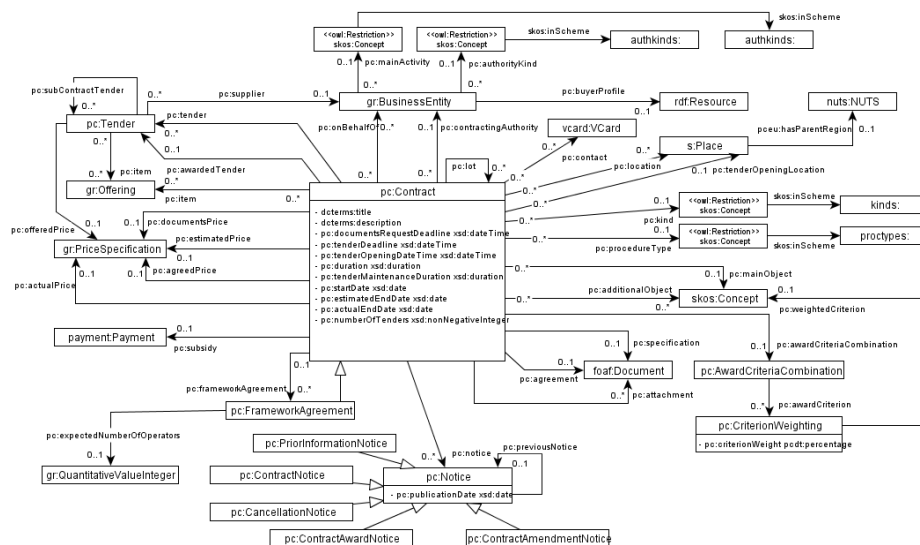 skos:inScheme
<<owl:Restriction>>
skos:Concept
<<owl:Restriction>>
skos:Concept
skos:inScheme
authkinds:
authkinds:
0..1
pc:mainActivity
0..1
pc:authorityKind
pc:subContractTender
0..*
pc:supplier
0..1
gr:BusinessEntity
pc:buyerProfile
0..1
rdf:Resource
nuts:NUTS
pc:Tender
0..*
pc:tender
0..*
pc:onBehalfOf
0..*
0..1
pc:contractingAuthority
vcard:VCard
pceu:hasParentRegion
0..1
0..*
0..1
pc:lot
0..*
0..*
pc:contact
s:Place
0..*
pc:item
pc:awardedTender
0..*
pc:location
0..1
pc:tenderOpeningLocation
gr:Offering
pc:item
pc:Contract
- dcterms:title
- dcterms:description
- pc:documentsRequestDeadline xsd:dateTime
- pc:tenderDeadline xsd:dateTime
- pc:tenderOpeningDateTime xsd:dateTime
- pc:duration xsd:duration
- pc:tenderMaintenanceDuration xsd:duration
- pc:startDate xsd:date
- pc:estimatedEndDate xsd:date
- pc:actualEndDate xsd:date
- pc:numberOfTenders xsd:nonNegativeInteger
0..1
pc:kind
<<owl:Restriction>>
skos:Concept
skos:inScheme
kinds:
pc:offeredPrice
0..1
0..1
pc:documentsPrice
gr:PriceSpecification
0..1
pc:estimatedPrice
pc:procedureType
0..1
<<owl:Restriction>>
skos:Concept
skos:inScheme
proctypes:
pc:actualPrice
0..1
0..1
pc:agreedPrice
0..1
pc:mainObject
0..*
pc:additionalObject
skos:Concept
0..1
pc:weightedCriterion
0..*
payment:Payment
0..1
pc:subsidy
0..1
pc:specification
0..1
pc:awardCriteriaCombination
0..1
pc:frameworkAgreement
0..*
0..1
pc:agreement
foaf:Document
pc:AwardCriteriaCombination
0..*
pc:attachment
pc:FrameworkAgreement
0..*
pc:awardCriterion
pc:CriterionWeighting
- pc:criterionWeight pcdt:percentage
pc:expectedNumberOfOperators
0..1
gr:QuantitativeValueInteger
pc:PriorInformationNotice
pc:previousNotice
0..*
pc:notice
0..1
pc:ContractNotice
pc:Notice
- pc:publicationDate xsd:date
pc:CancellationNotice
pc:ContractAwardNotice
pc:ContractAmendmentNotice